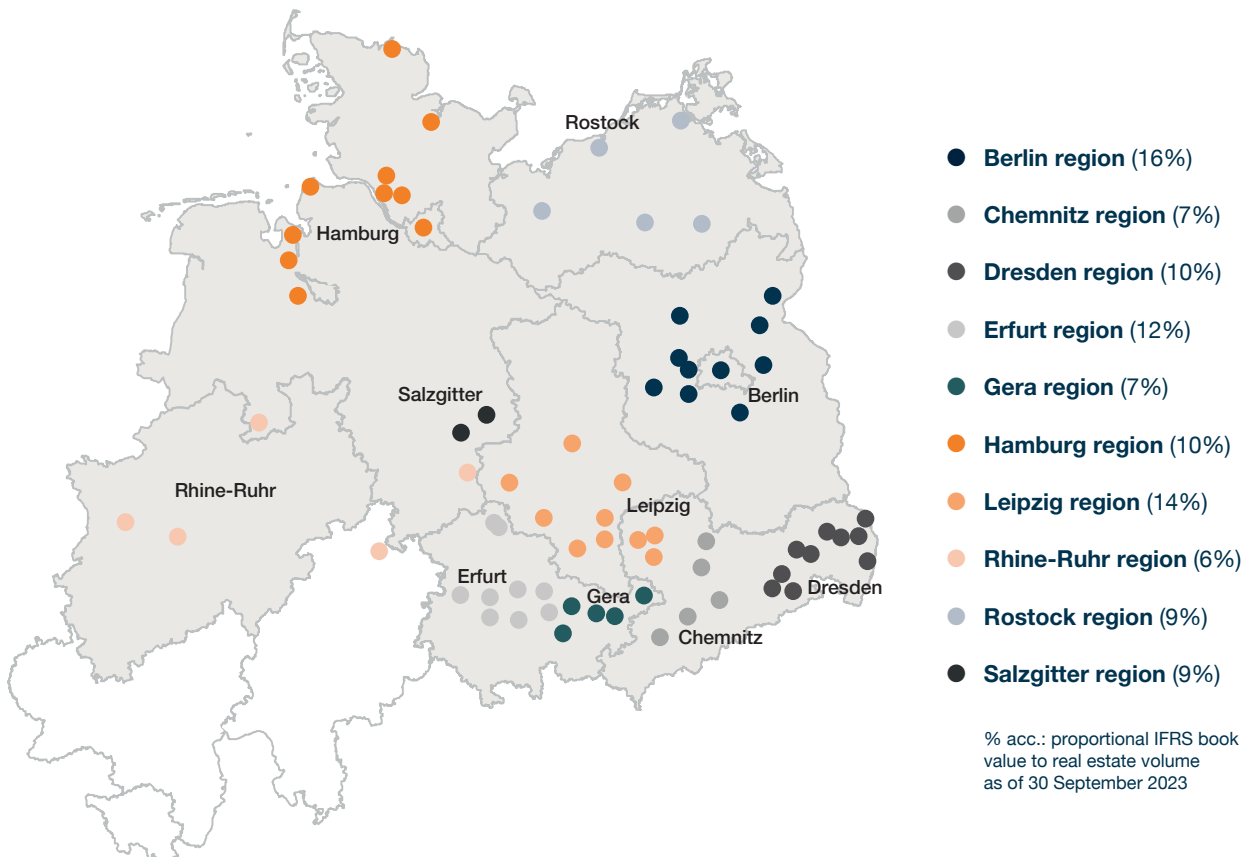 Rostock
Hamburg
Salzgitter
Berlin
Rhine-Ruhr
Leipzig
Erfurt
Gera
Dresden
Chemnitz
Berlin region (16%)
Chemnitz region (7%)
Dresden region (10%)
Erfurt region (12%)
Gera region (7%)
Hamburg region (10%)
Leipzig region (14%)
Rhine-Ruhr region (6%)
Rostock region (9%)
Salzgitter region (9%)
% acc.: proportional IFRS book
value to real estate volume
as of 30 September 2023